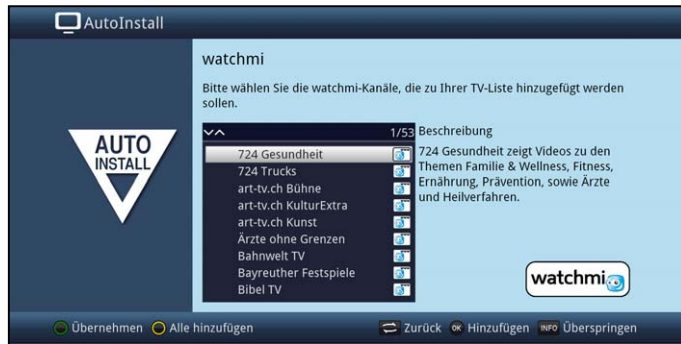 AutoInstall
watchmi
Bitte wählen Sie die watchmi-Kanäle, die zu Ihrer TV-Liste hinzugefügt werden
sollen.
AUTO
INSTALL
1/53
724 Gesundheit
724 Trucks
art-tv.ch Bühne
art-tv.ch KulturExtra
art-tv.ch Kunst
Ärzte ohne Grenzen
Bahnwelt TV
Bayreuther Festspiele
Bibel TV
Beschreibung
724 Gesundheit zeigt Videos zu den
Themen Familie & Wellness, Fitness,
Ernährung, Prävention, sowie Ärzte
und Heilverfahren.
watchmi
Übernehmen Alle hinzufügen Zurück OK Hinzufügen INFO Überspringen